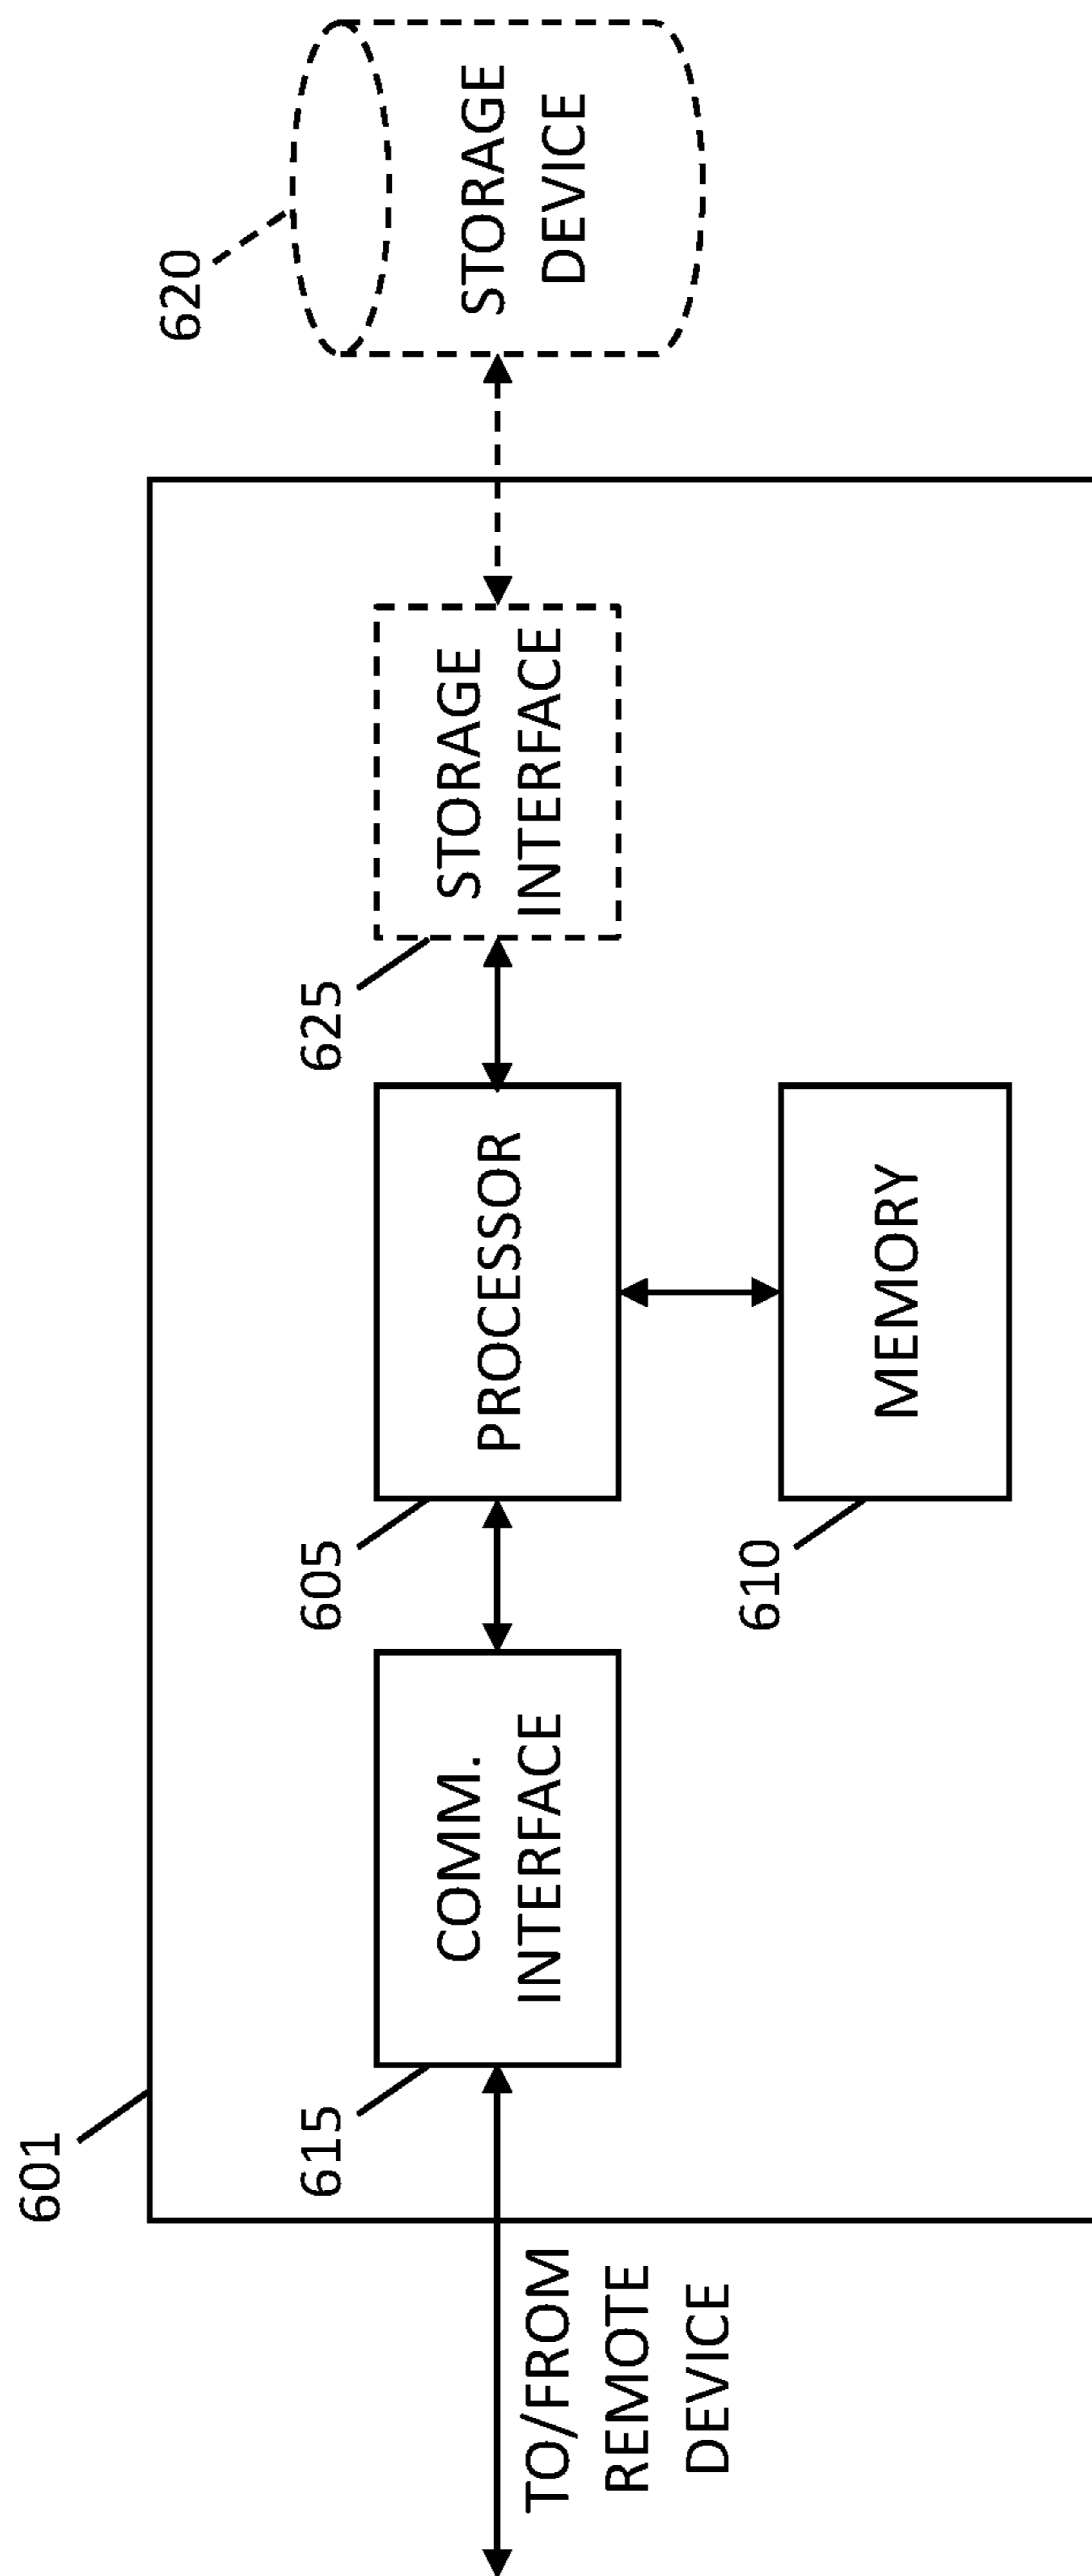 601
615
COMM.
INTERFACE
605
PROCESSOR
625
STORAGE
INTERFACE
620
STORAGE
DEVICE
610
MEMORY
TO/FROM
REMOTE
DEVICE